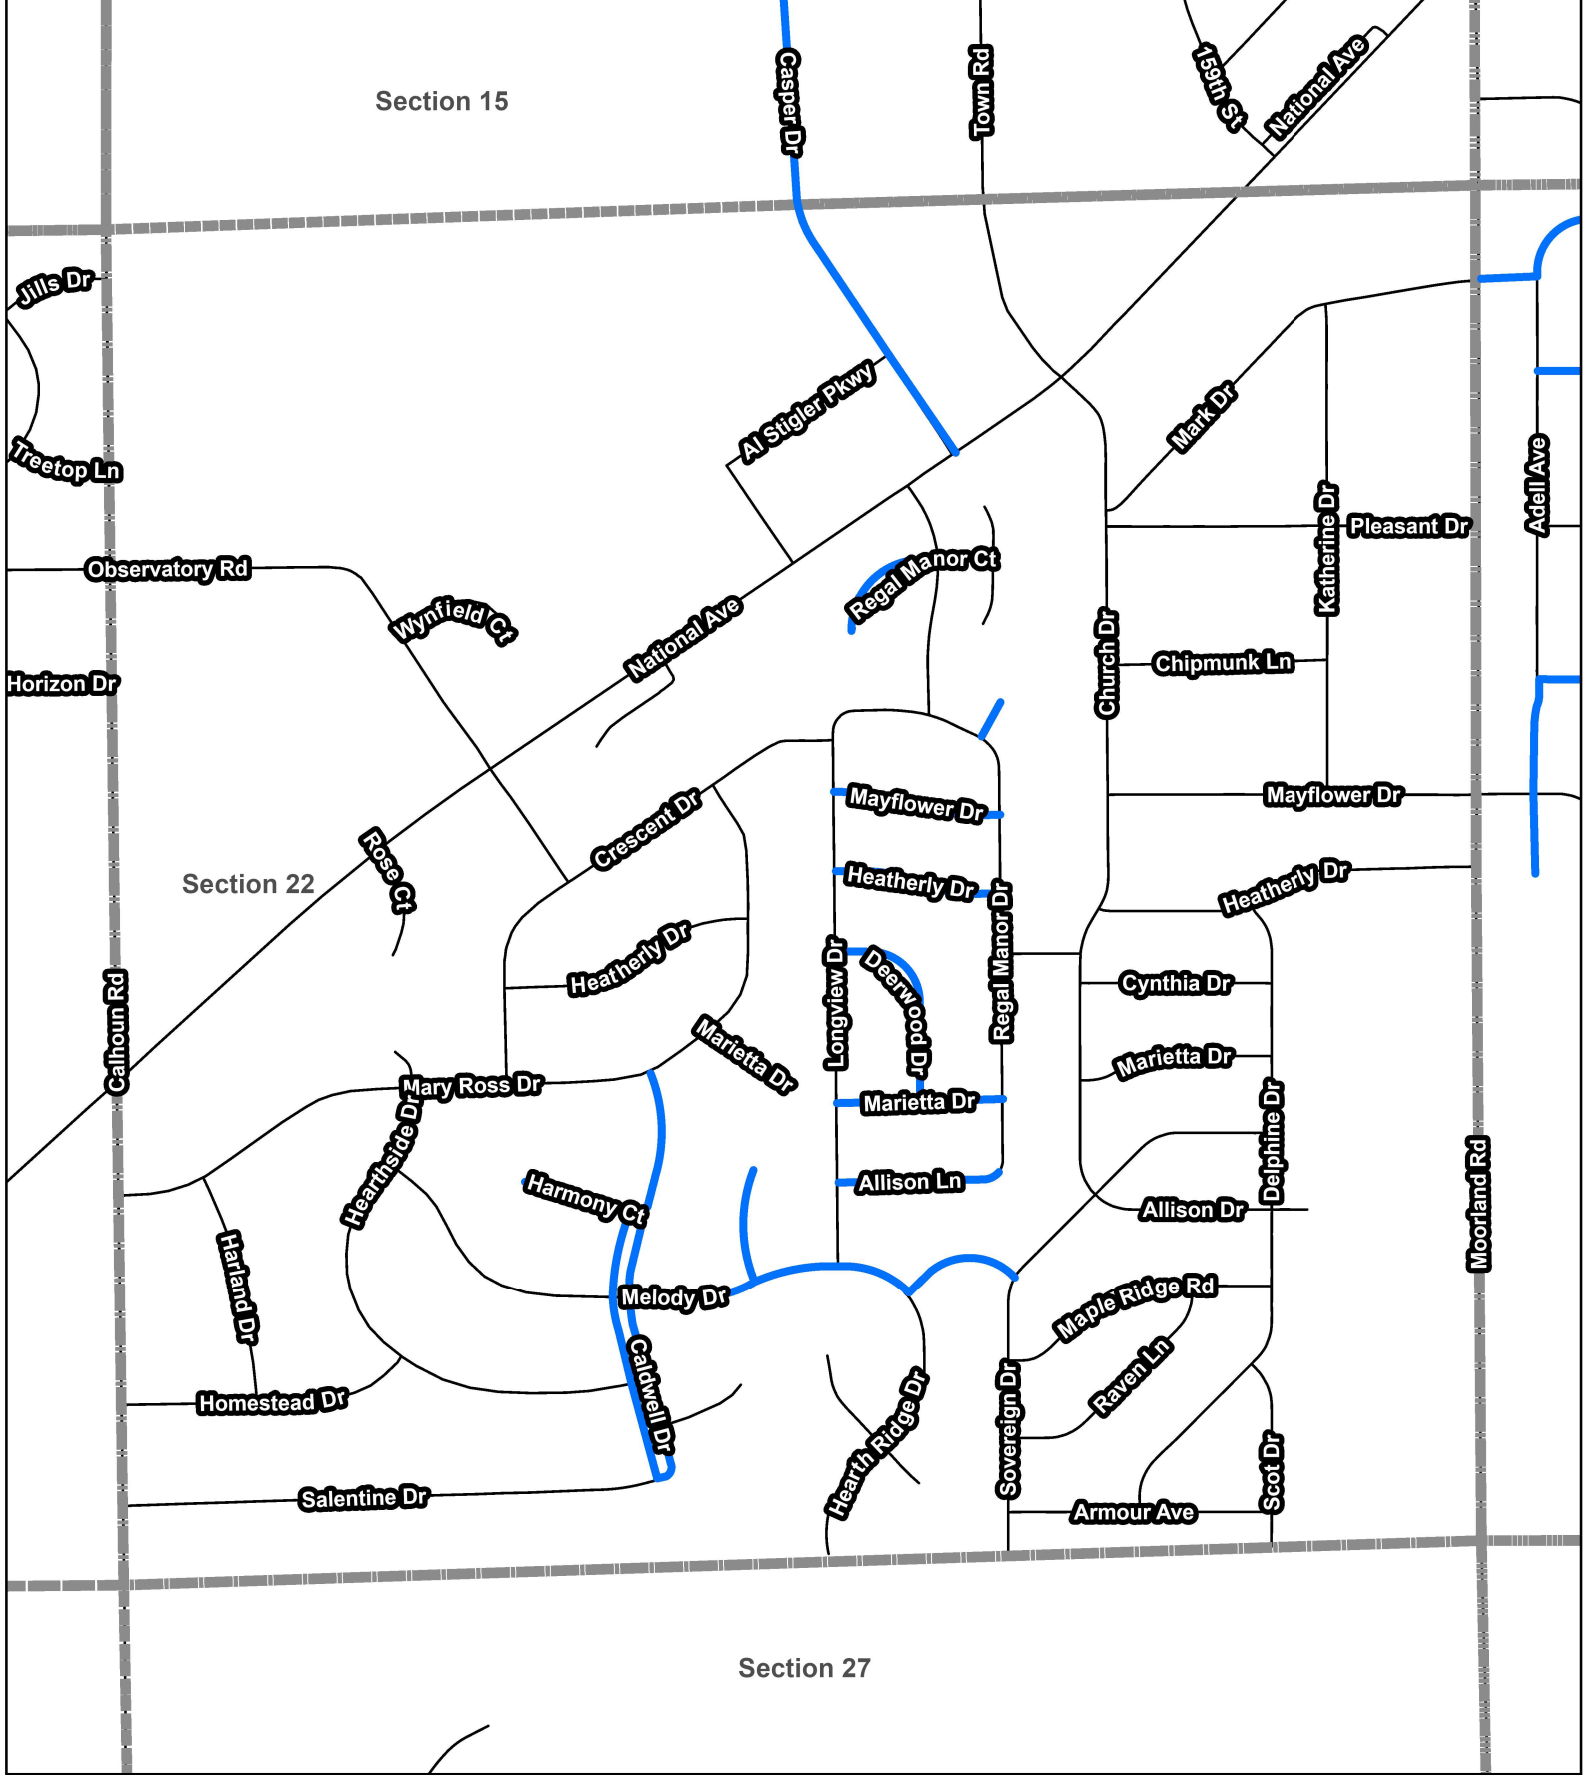 Section 15
Casper Dr
Town Rd
159th St
National Ave
Jills Dr
Al Stigler Pkwy
Mark Dr
Treetop Ln
Adell Ave
Katherine Dr
Pleasant Dr
Observatory Rd
Regal Manor Ct
Wynfield Ct
National Ave
Church Dr
Chipmunk Ln
Horizon Dr
Mayflower Dr
Mayflower Dr
Crescent Dr
Rose Ct
Section 22
Heatherly Dr
Heatherly Dr
Heatherly Dr
Longview Dr
Deerwood Dr
Regal Manor Dr
Cynthia Dr
Calhoun Rd
Marietta Dr
Marietta Dr
Mary Ross Dr
Marietta Dr
Hearthside Dr
Delphine Dr
Moorland Rd
Harmony Ct
Allison Ln
Allison Dr
Harland Dr
Melody Dr
Maple Ridge Rd
Caldwell Dr
Raven Ln
Homestead Dr
Hearth Ridge Dr
Sovereign Dr
Scot Dr
Salentine Dr
Armour Ave
Section 27